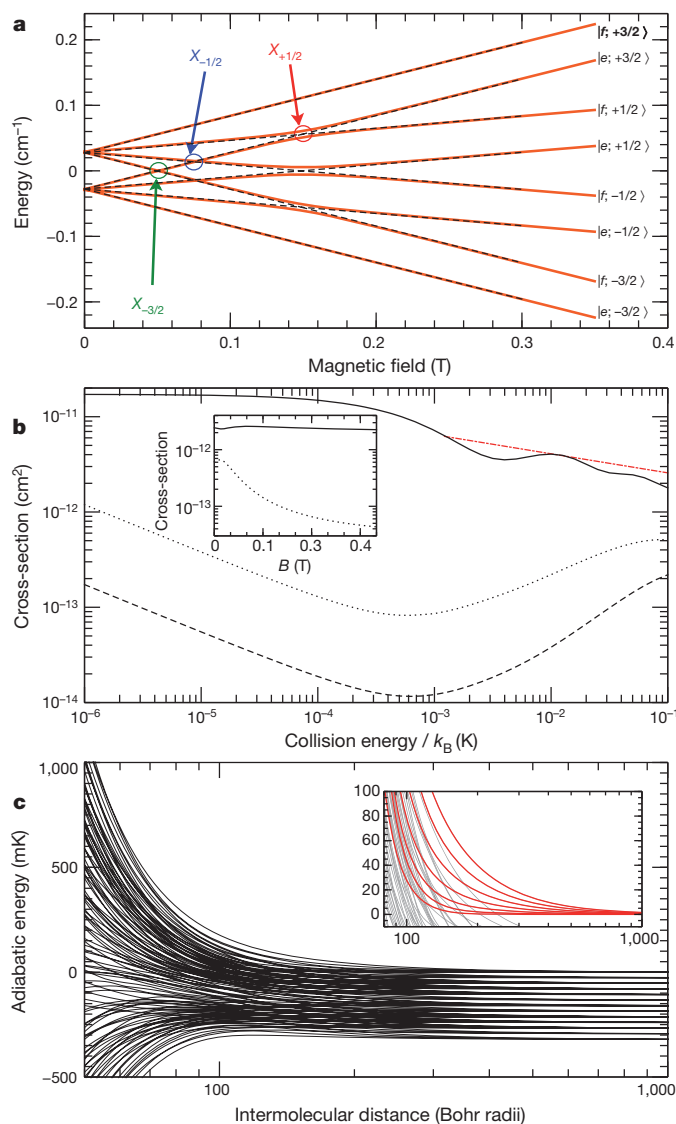 a
0.2
0.1
0
−0.1
−0.2
Energy (cm⁻¹)
X₊₁/₂
X₋₁/₂
X₋₃/₂
|f; +3/2 ⟩
|e; +3/2 ⟩
|f; +1/2 ⟩
|e; +1/2 ⟩
|f; −1/2 ⟩
|e; −1/2 ⟩
|f; −3/2 ⟩
|e; −3/2 ⟩
0 0.1 0.2 0.3 0.4
Magnetic field (T)
b
10⁻¹¹
10⁻¹²
10⁻¹³
10⁻¹⁴
Cross-section (cm²)
Cross-section
10⁻¹²
10⁻¹³
0 0.1 0.2 0.3 0.4
B (T)
10⁻⁶ 10⁻⁵ 10⁻⁴ 10⁻³ 10⁻² 10⁻¹
Collision energy / k_B (K)
c
1,000
500
0
−500
Adiabatic energy (mK)
100
80
60
40
20
0
100 1,000
100 1,000
Intermolecular distance (Bohr radii)